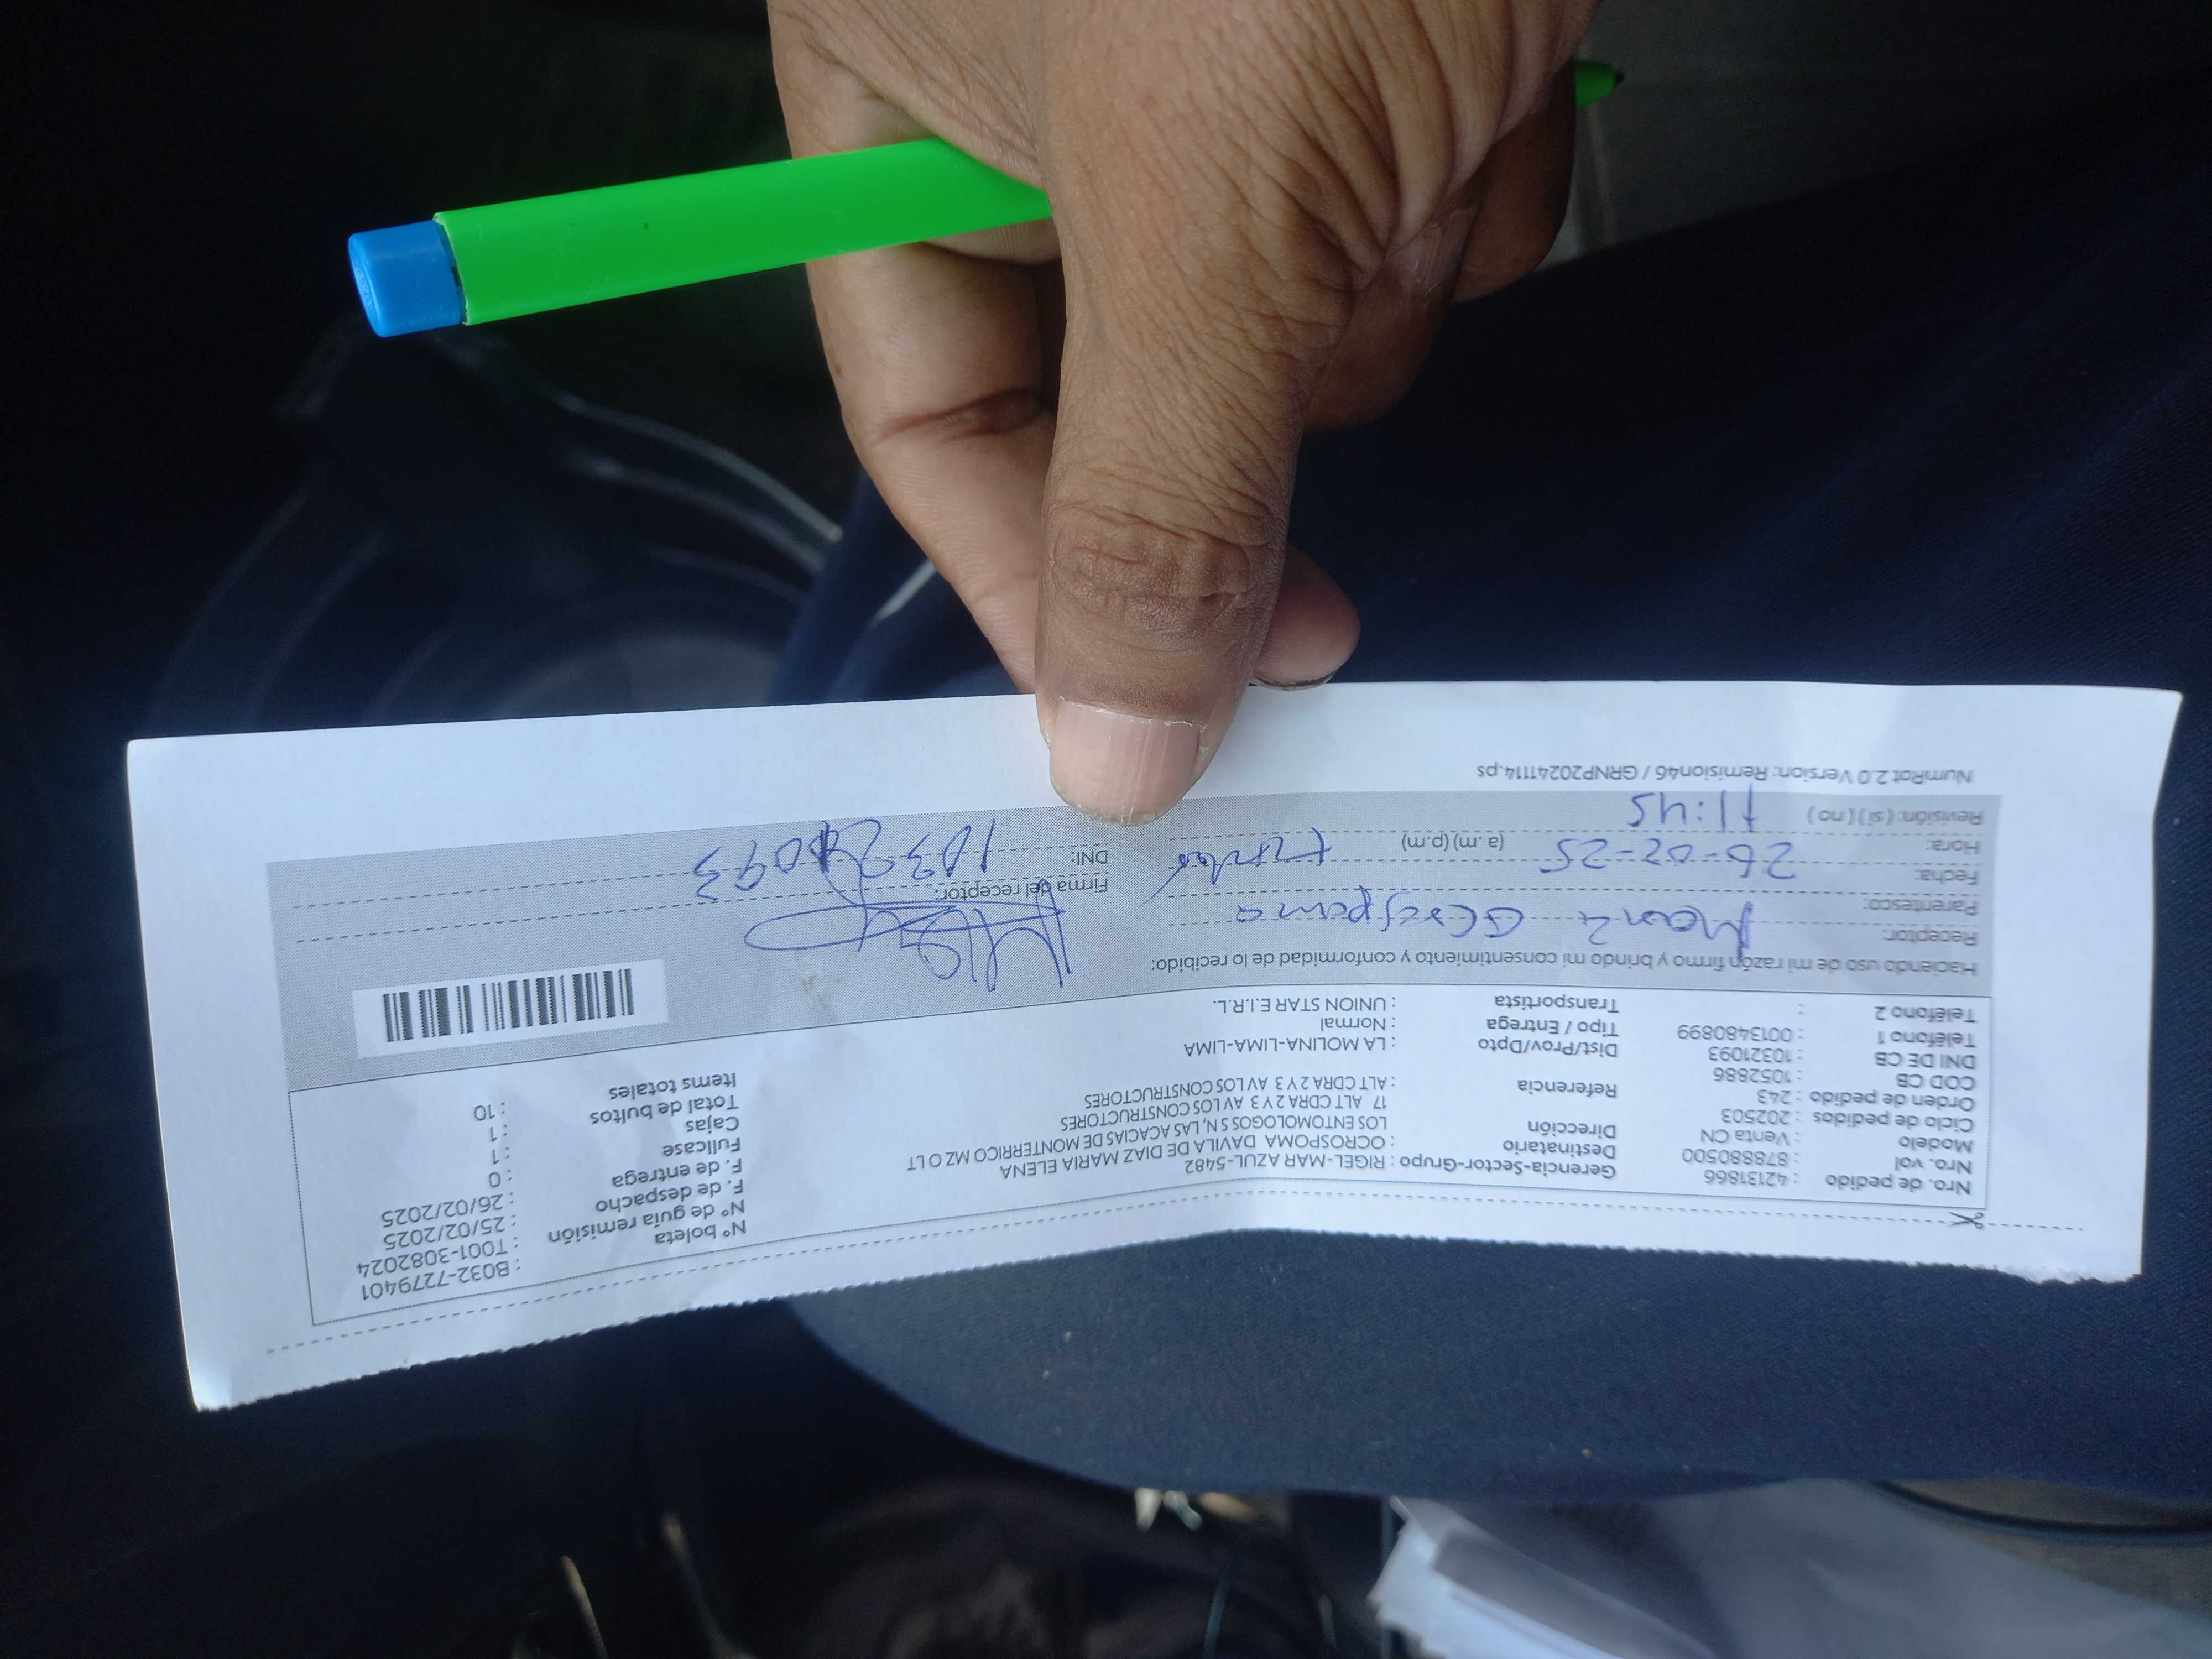 Nro. de pedido : 42131866
Nro. vol : 878880500
Modelo : Venta CN
Ciclo de pedidos : 202503
Orden de pedido : 243
COD CB : 1052886
DNI DE CB : 10321093
Teléfono 1 : 0013480899
Teléfono 2 :
Gerencia-Sector-Grupo : RIGEL-MAR AZUL-5482
Destinatario : OCROSPOMA DAVILA DE DIAZ MARIA ELENA
Dirección LOS ENTOMOLOGOS S N, LAS ACACIAS DE MONTERRICO MZ O LT
17 ALT CDRA 2 Y 3 AV LOS CONSTRUCTORES
Referencia : ALT CDRA 2 Y 3 AV LOS CONSTRUCTORES
Dist/Prov/Dpto : LA MOLINA-LIMA-LIMA
Tipo / Entrega : Normal
Transportista : UNION STAR E.I.R.L.
N° boleta : B032-7279401
N° de guía remisión : T001-3082024
F. de despacho : 25/02/2025
F. de entrega : 26/02/2025
Fullcase : 0
Cajas : 1
Total de bultos : 1
Items totales : 10
Haciendo uso de mi razón firmo y brindo mi consentimiento y conformidad de lo recibido:
Receptor:
Parentesco:
Fecha: 26-02-25
Hora: (a. m) (p.m)
Revisión: ( si ) ( no ) 11:45
Firma del receptor:
DNI:
NumRot 2.0 Version: Remision46 / GRNP20241114.ps